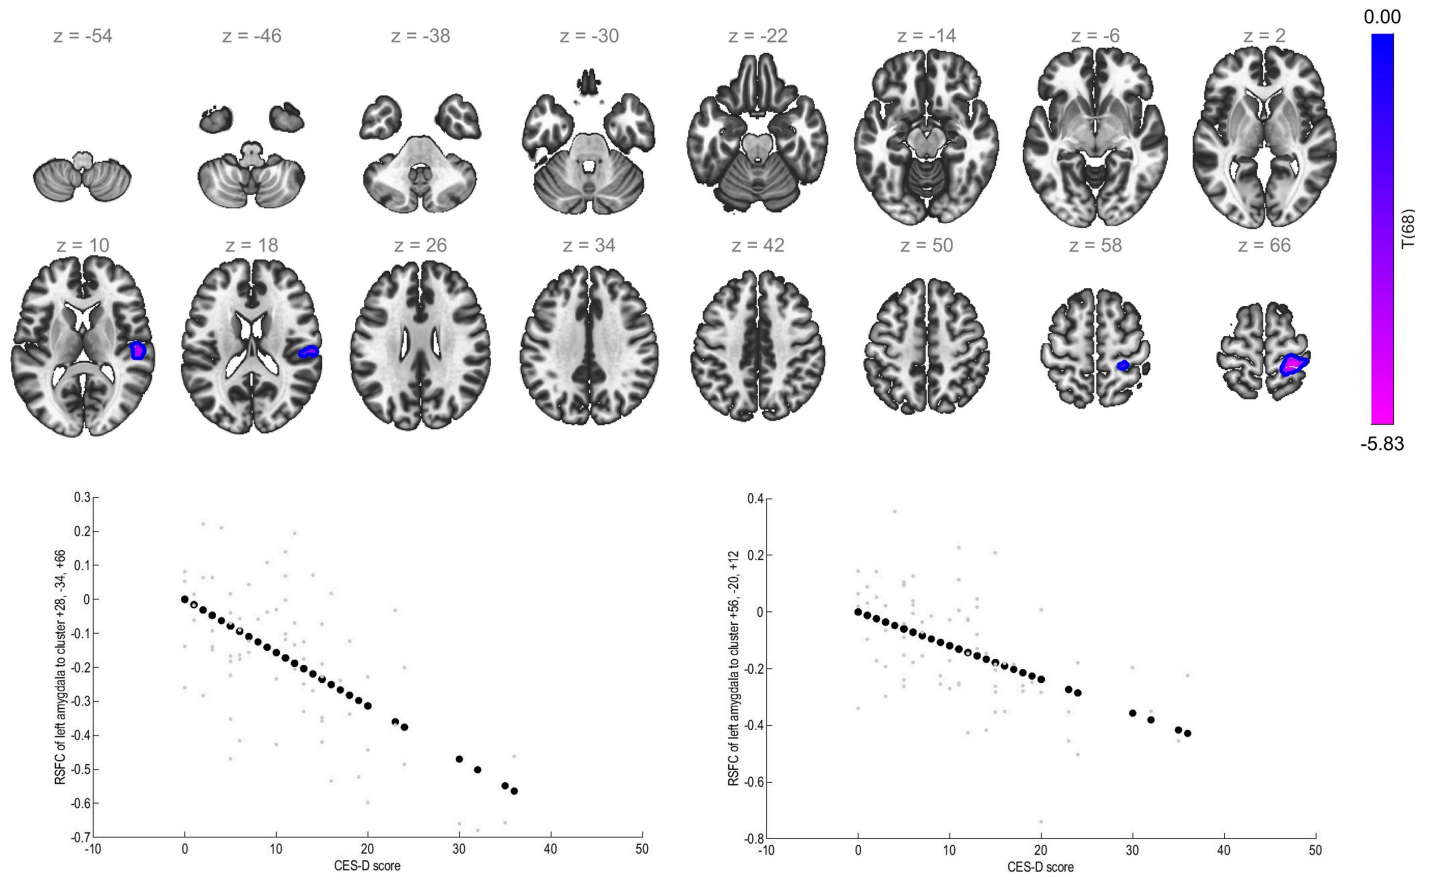 0.00
z = -54 z = -46 z = -38 z = -30 z = -22 z = -14 z = -6 z = 2
T(68)
z = 10 z = 18 z = 26 z = 34 z = 42 z = 50 z = 58 z = 66
-5.83
RSFC of left amygdala to cluster +28, -34, +66
0.3
0.2
0.1
0
-0.1
-0.2
-0.3
-0.4
-0.5
-0.6
-0.7
-10 0 10 20 30 40 50
CES-D score
RSFC of left amygdala to cluster +56, -20, +12
0.4
0.2
0
-0.2
-0.4
-0.6
-0.8
-10 0 10 20 30 40 50
CES-D score